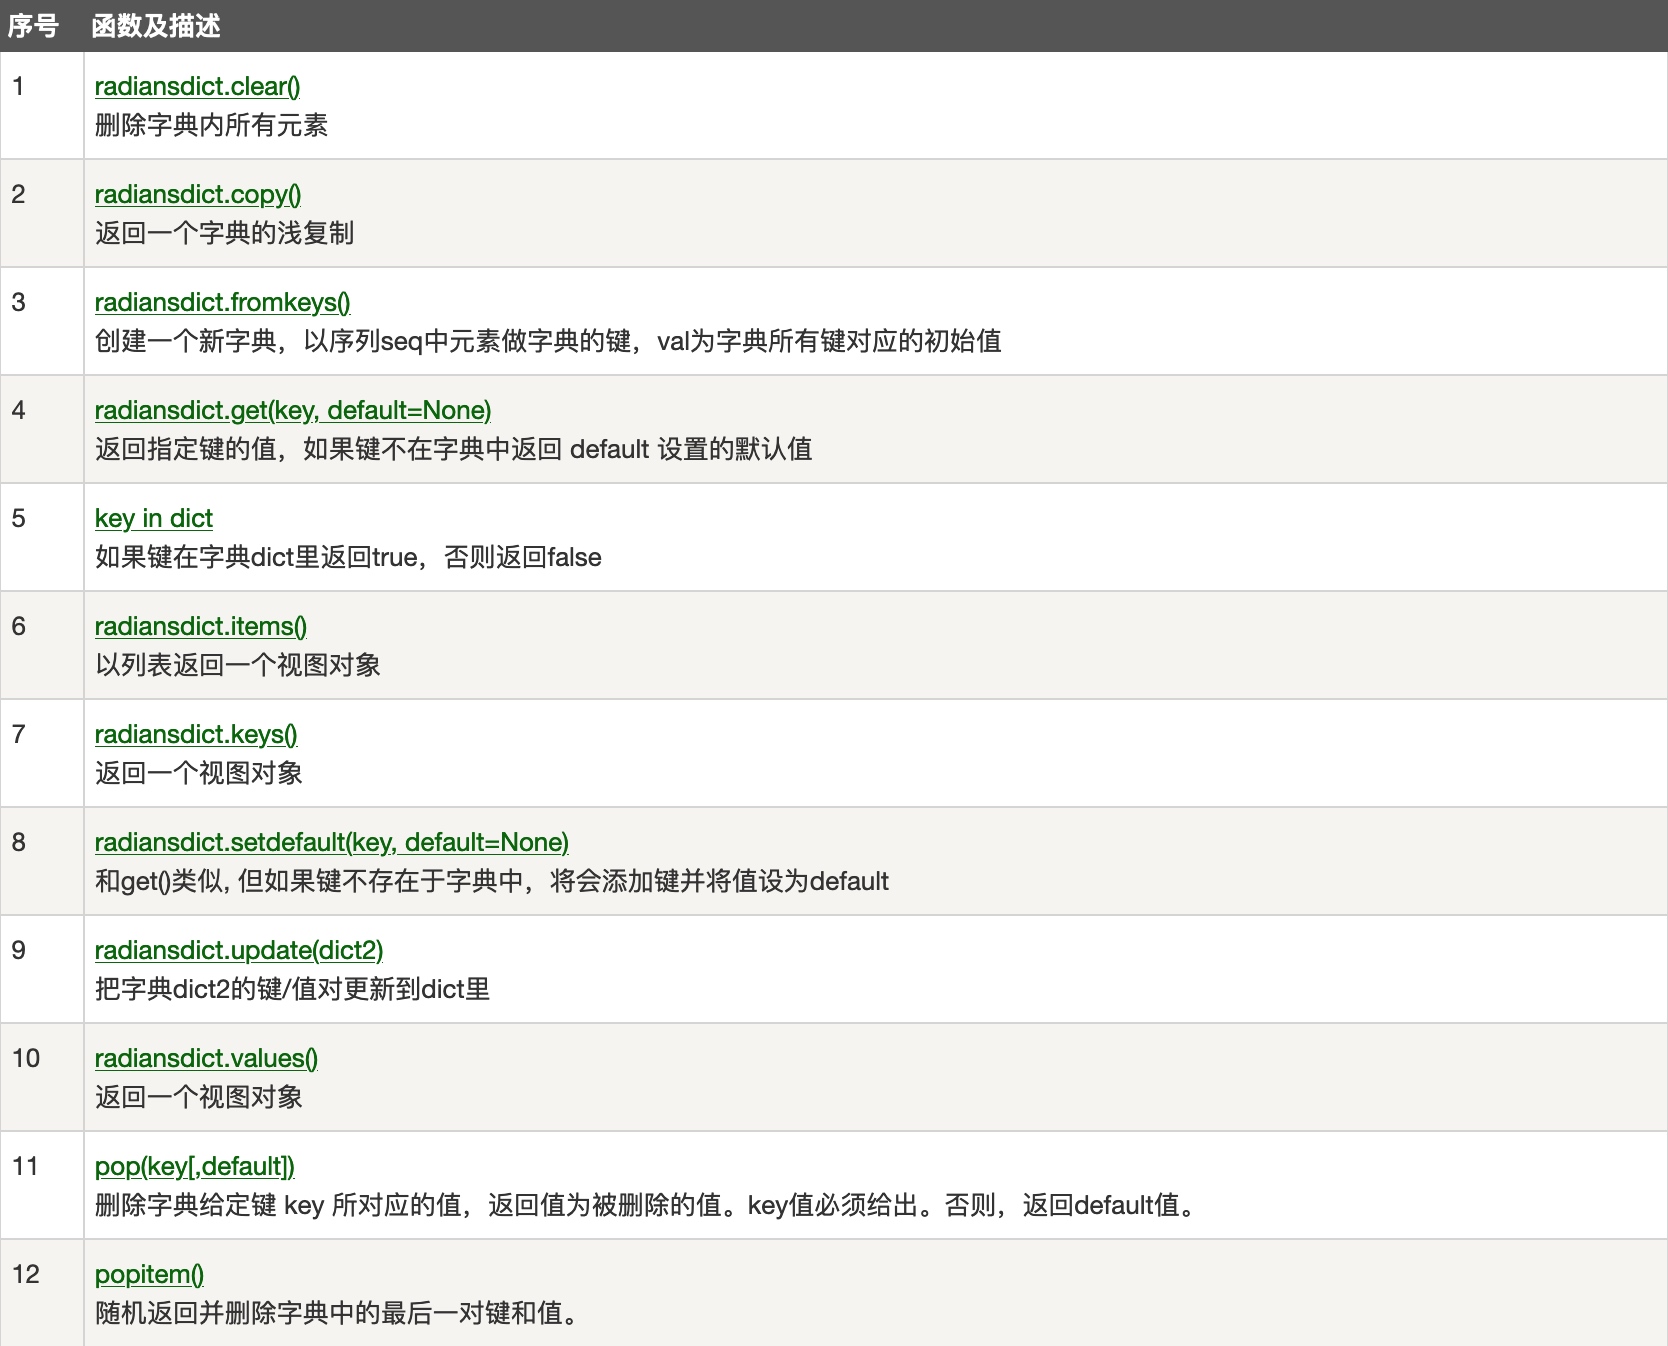 序号 函数及描述
1 radiansdict.clear()
删除字典内所有元素
2 radiansdict.copy()
返回一个字典的浅复制
3 radiansdict.fromkeys()
创建一个新字典，以序列seq中元素做字典的键，val为字典所有键对应的初始值
4 radiansdict.get(key, default=None)
返回指定键的值，如果键不在字典中返回 default 设置的默认值
5 key in dict
如果键在字典dict里返回true，否则返回false
6 radiansdict.items()
以列表返回一个视图对象
7 radiansdict.keys()
返回一个视图对象
8 radiansdict.setdefault(key, default=None)
和get()类似, 但如果键不存在于字典中，将会添加键并将值设为default
9 radiansdict.update(dict2)
把字典dict2的键/值对更新到dict里
10 radiansdict.values()
返回一个视图对象
11 pop(key[,default])
删除字典给定键 key 所对应的值，返回值为被删除的值。key值必须给出。否则，返回default值。
12 popitem()
随机返回并删除字典中的最后一对键和值。